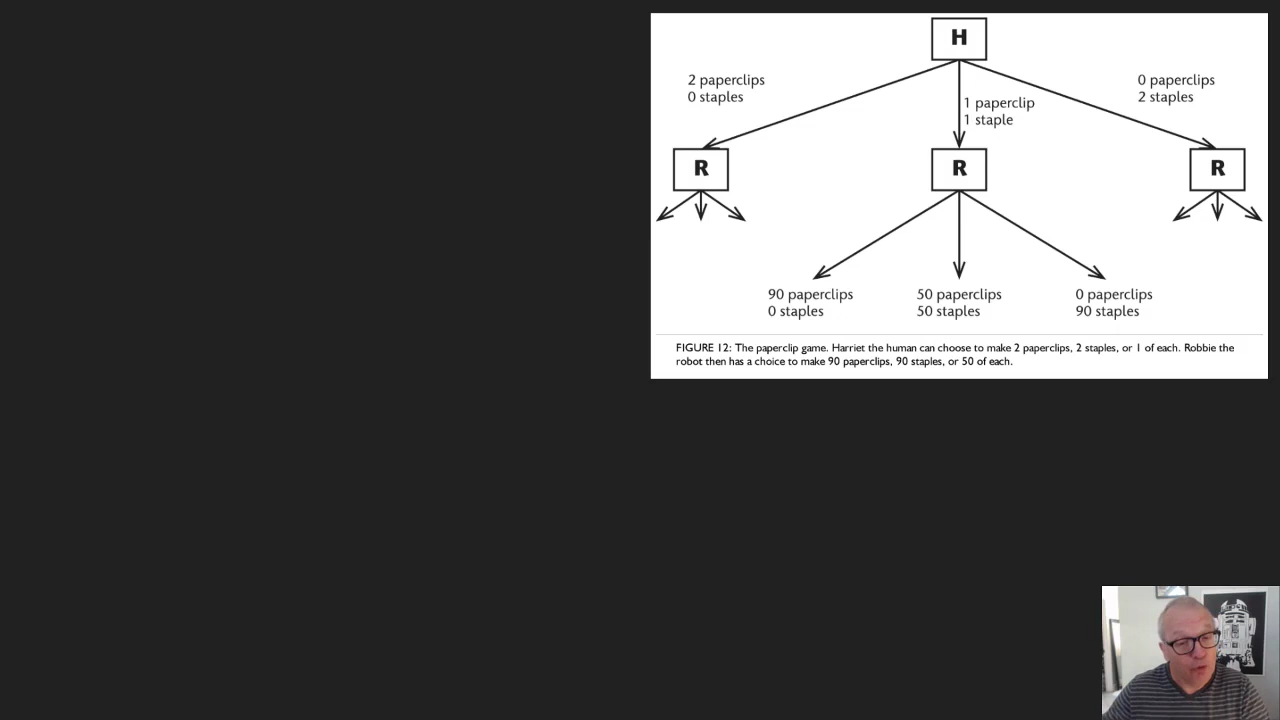 H
2 paperclips
0 staples
1 paperclip
1 staple
0 paperclips
2 staples
R
R
R
90 paperclips
0 staples
50 paperclips
50 staples
0 paperclips
90 staples
FIGURE 12: The paperclip game. Harriet the human can choose to make 2 paperclips, 2 staples, or 1 of each. Robbie the
robot then has a choice to make 90 paperclips, 90 staples, or 50 of each.